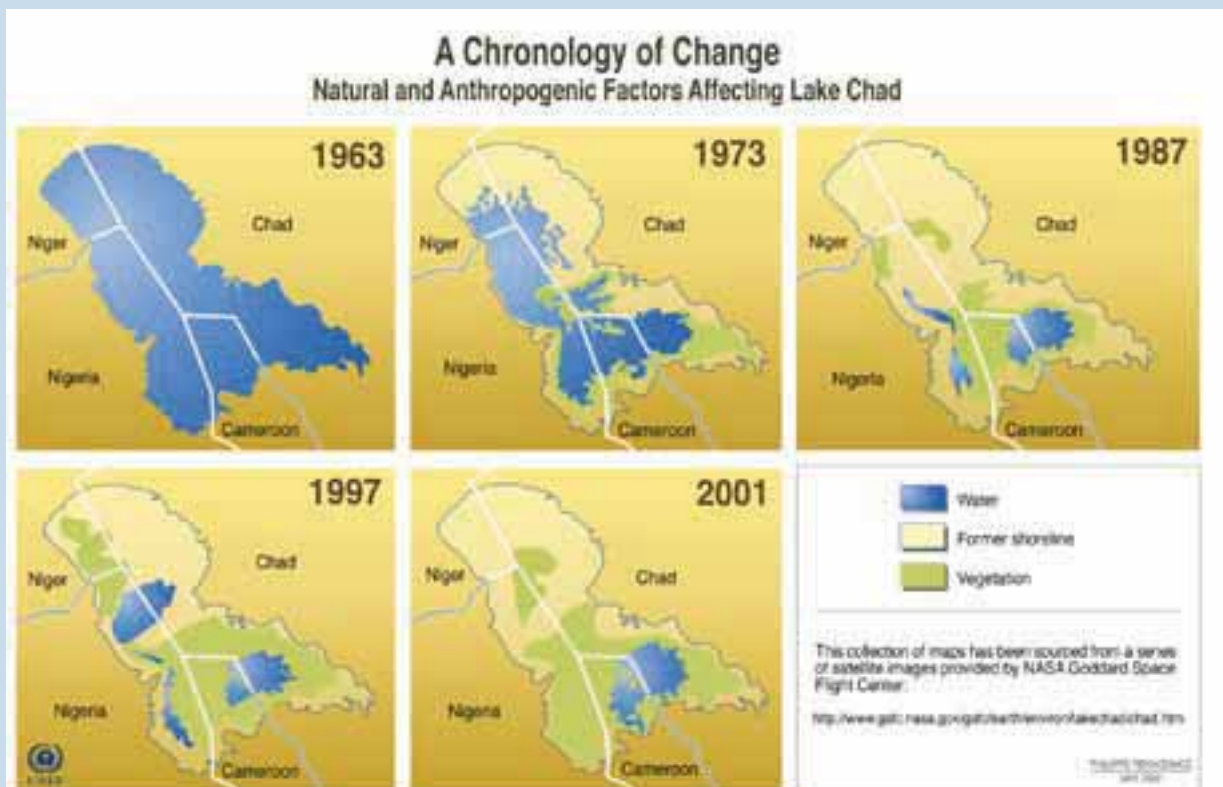 A Chronology of Change
Natural and Anthropogenic Factors Affecting Lake Chad
1963
Niger
Chad
Nigeria
Cameroon
1973
Niger
Chad
Nigeria
Cameroon
1987
Niger
Chad
Nigeria
Cameroon
1997
Niger
Chad
Nigeria
Cameroon
2001
Niger
Chad
Nigeria
Cameroon
Water
Former shoreline
Vegetation
This collection of maps has been sourced from a series
of satellite images provided by NASA Goddard Space
Flight Center: